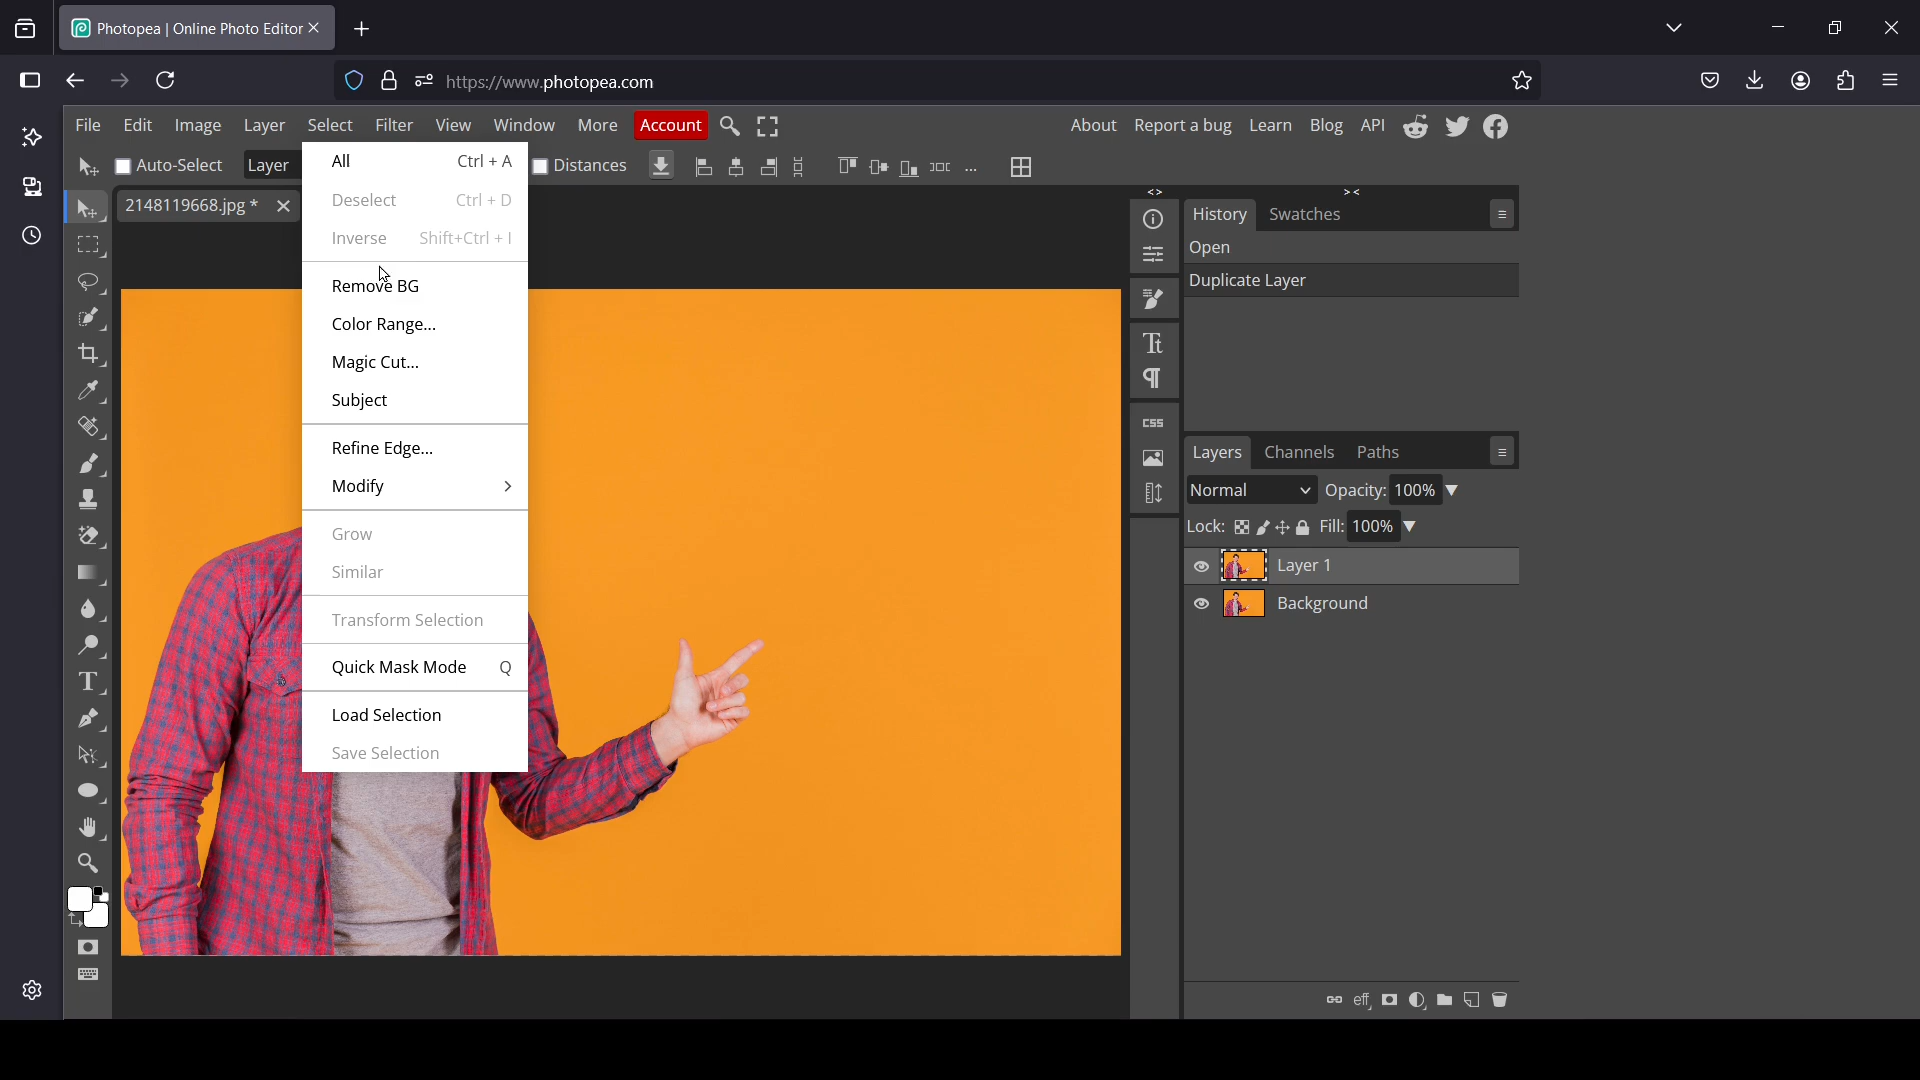 Photopea | Online Photo Editor
https://www.photopea.com
File Edit Image Layer Select Filter View Window More Account About Report a bug Learn Blog API
Auto-Select Layer Distances ...
2148119668.jpg *
All Ctrl + A
Deselect Ctrl + D
Inverse Shift+Ctrl + I
Remove BG
Color Range...
Magic Cut...
Subject
Refine Edge...
Modify
Grow
Similar
Transform Selection
Quick Mask Mode Q
Load Selection
Save Selection
<> ><
History Swatches
Open
Duplicate Layer
CSS
Layers Channels Paths
Normal Opacity: 100%
Lock: Fill: 100%
Layer 1
Background
eff